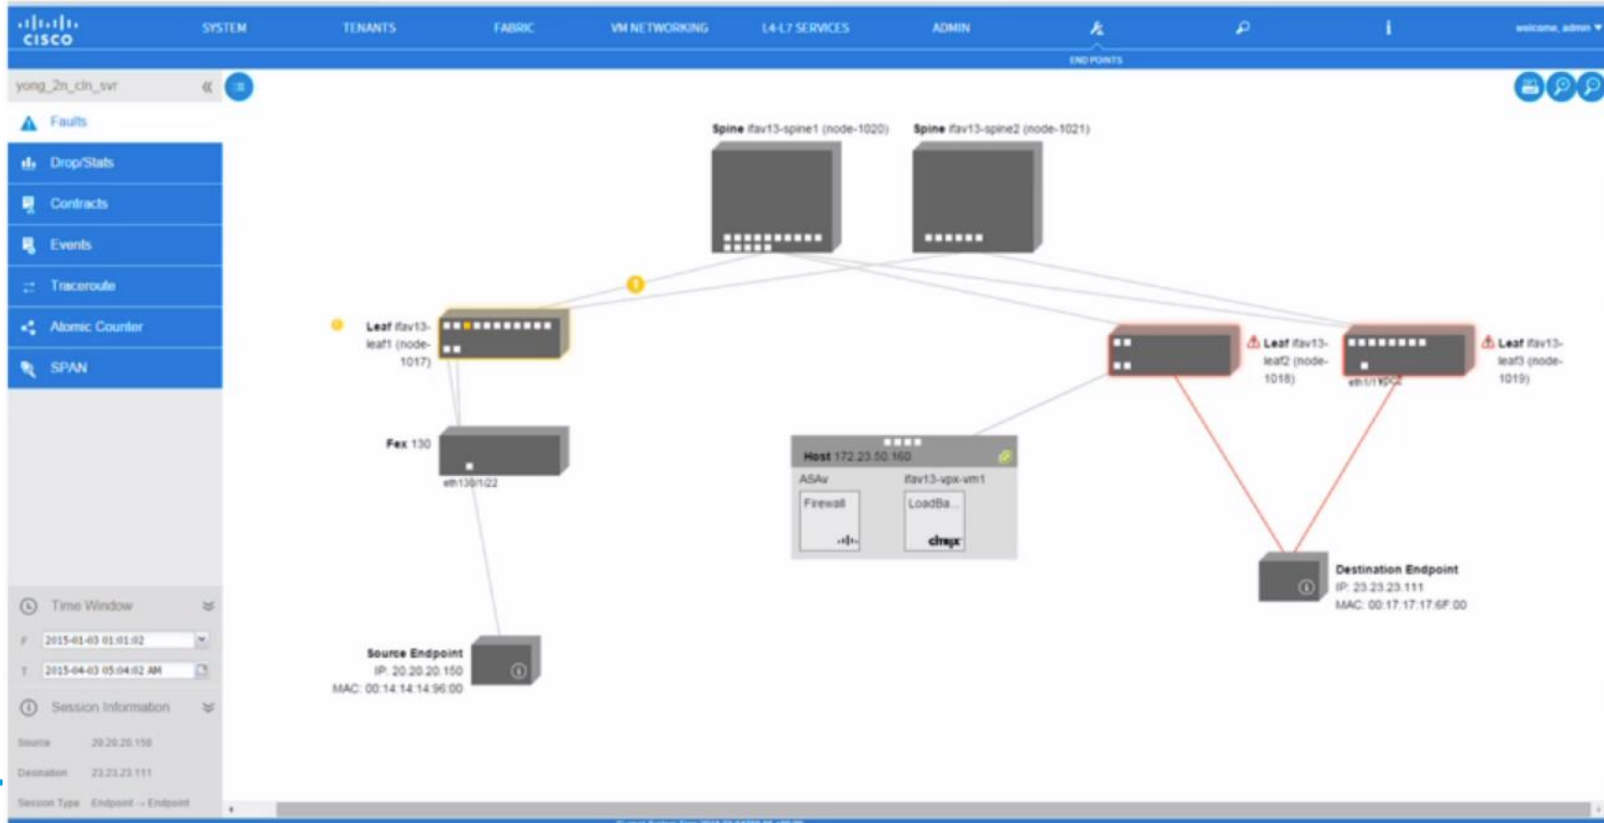 CISCO
SYSTEM
TENANTS
FABRIC
VM NETWORKING
L4-L7 SERVICES
ADMIN
welcome, admin
END POINTS
yong_2n_cln_svr
Faults
Drop/Stats
Contracts
Events
Traceroute
Atomic Counter
SPAN
Time Window
F 2015-01-03 01:01:02
T 2015-04-03 05:04:02 AM
Session Information
Source 20.20.20.150
Desination 23.23.23.111
Session Type Endpoint → Endpoint
Spine ifav13-spine1 (node-1020)
Spine ifav13-spine2 (node-1021)
Leaf ifav13-
leaf1 (node-
1017)
Leaf ifav13-
leaf2 (node-
1018)
Leaf ifav13-
leaf3 (node-
1019)
Fex 130
eth130/1/22
Host 172.23.50.160
ASAv
ifav13-vpx-vm1
Firewall
LoadBa...
CISCO
citrix
Destination Endpoint
IP: 23.23.23.111
MAC: 00:17:17:17:6F:00
Source Endpoint
IP: 20.20.20.150
MAC: 00:14:14:14:96:00